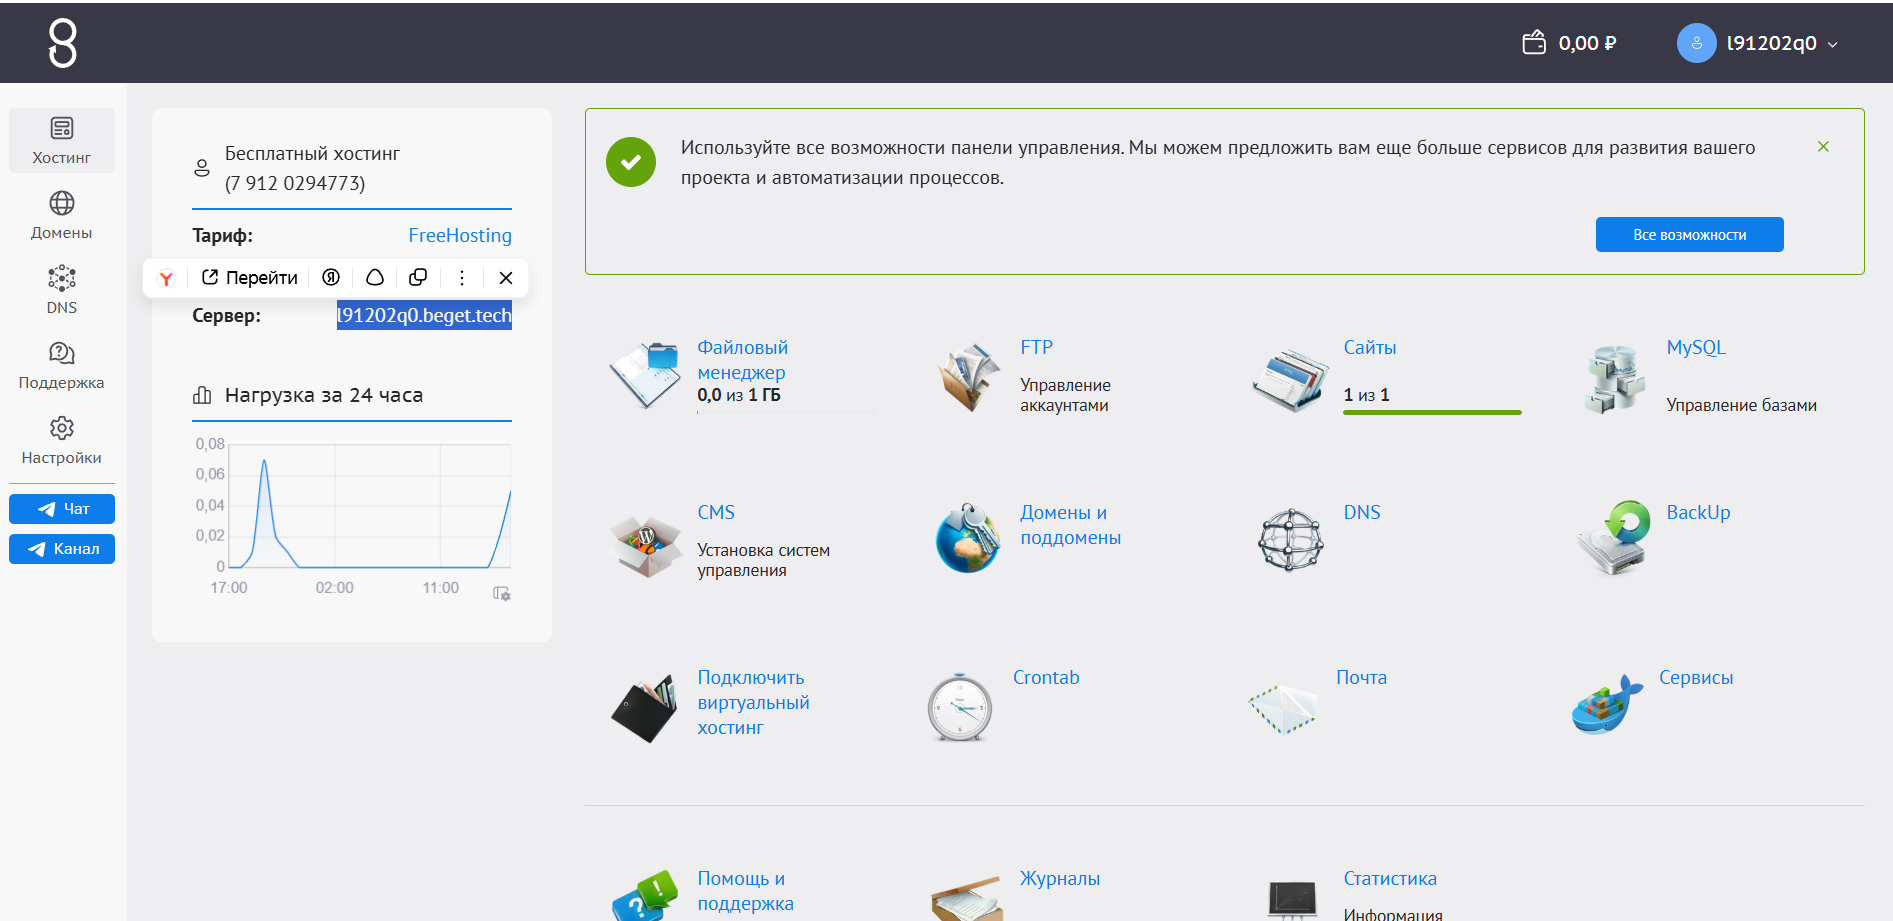 0,00 ₽
l91202q0
Хостинг
Домены
DNS
Поддержка
Настройки
Чат
Канал
Бесплатный хостинг
(7 912 0294773)
Тариф: FreeHosting
Перейти
Сервер: l91202q0.beget.tech
Нагрузка за 24 часа
0,08
0,06
0,04
0,02
0
17:00 02:00 11:00
Используйте все возможности панели управления. Мы можем предложить вам еще больше сервисов для развития вашего
проекта и автоматизации процессов.
Все возможности
Файловый
менеджер
0,0 из 1 ГБ
FTP
Управление
аккаунтами
Сайты
1 из 1
MySQL
Управление базами
CMS
Установка систем
управления
Домены и
поддомены
DNS
BackUp
Подключить
виртуальный
хостинг
Crontab
Почта
Сервисы
Помощь и
поддержка
Журналы
Статистика
Информация